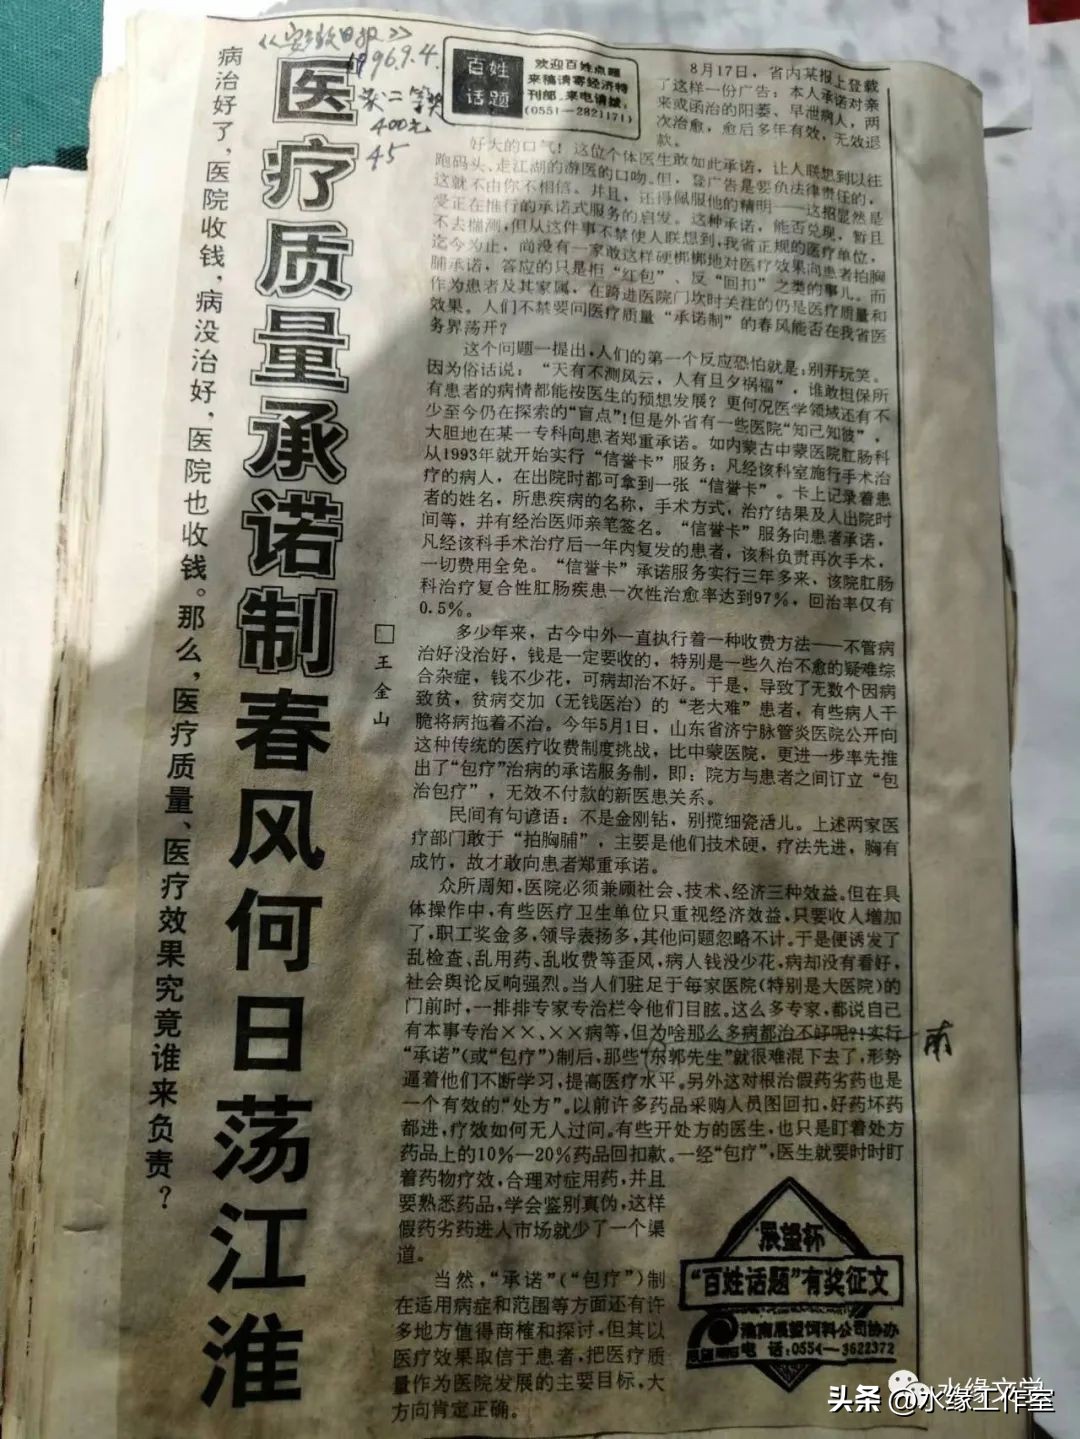 《安徽日报》
1996.9.4.
获二等奖
400元
45
病治好了，医院收钱，病没治好，医院也收钱。那么，医疗质量、医疗效果究竟谁来负责？
医疗质量承诺制春风何日荡江淮
□王金山
百姓
话题
欢迎百姓点题
来稿请寄经济特
刊部，来电请拨：
(0551—2821171)
8月17日，省内某报上登载
了这样一份广告：本人承诺对亲
来或函治的阳萎、早泄病人，两
次治愈，愈后多年有效，无效退
款。
好大的口气！这位个体医生敢如此承诺，让人联想到以往
跑码头、走江湖的游医的口吻。但，登广告是要负法律责任的，
这就不由你不相信。并且，还得佩服他的精明——这招显然是
受正在推行的承诺式服务的启发。这种承诺，能否兑现，暂且
不去揣测，但从这件事不禁使人联想到，我省正规的医疗单位，
迄今为止，尚没有一家敢这样硬梆梆地对医疗效果向患者拍胸
脯承诺，答应的只是拒“红包”、反“回扣”之类的事儿。而
作为患者及其家属，在跨进医院门坎时关注的仍是医疗质量和
效果。人们不禁要问医疗质量“承诺制”的春风能否在我省医
务界荡开？
这个问题一提出，人们的第一个反应恐怕就是：别开玩笑。
因为俗话说：“天有不测风云，人有旦夕祸福”，谁敢担保所
有患者的病情都能按医生的预想发展？更何况医学领域还有不
少至今仍在探索的“盲点”！但是外省有一些医院“知己知彼”，
大胆地在某一专科向患者郑重承诺。如内蒙古中蒙医院肛肠科
从1993年就开始实行“信誉卡”服务：凡经该科室施行手术治
疗的病人，在出院时都可拿到一张“信誉卡”。卡上记录着患
者的姓名，所患疾病的名称，手术方式，治疗结果及入出院时
间等，并有经治医师亲笔签名。“信誉卡”服务向患者承诺，
凡经该科手术治疗后一年内复发的患者，该科负责再次手术，
一切费用全免。“信誉卡”承诺服务实行三年多来，该院肛肠
科治疗复合性肛肠疾患一次性治愈率达到97%，回治率仅有
0.5%。
多少年来，古今中外一直执行着一种收费方法——不管病
治好没治好，钱是一定要收的，特别是一些久治不愈的疑难综
合杂症，钱不少花，可病却治不好。于是，导致了无数个因病
致贫，贫病交加（无钱医治）的“老大难”患者，有些病人干
脆将病拖着不治。今年5月1日，山东省济宁脉管炎医院公开向
这种传统的医疗收费制度挑战，比中蒙医院，更进一步率先推
出了“包疗”治病的承诺服务制，即：院方与患者之间订立“包
治包疗”，无效不付款的新医患关系。
民间有句谚语：不是金刚钻，别揽细瓷活儿。上述两家医
疗部门敢于“拍胸脯”，主要是他们技术硬，疗法先进，胸有
成竹，故才敢向患者郑重承诺。
众所周知，医院必须兼顾社会、技术、经济三种效益。但在具
体操作中，有些医疗卫生单位只重视经济效益，只要收入增加
了，职工奖金多，领导表扬多，其他问题忽略不计。于是便诱发了
乱检查、乱用药、乱收费等歪风，病人钱没少花，病却没有看好，
社会舆论反响强烈。当人们驻足于每家医院（特别是大医院）的
门前时，一排排专家专治栏令他们目眩。这么多专家，都说自己
有本事专治××、××病等，但为啥那么多病都治不好呢？！实行
“承诺”（或“包疗”）制后，那些“东郭先生”就很难混下去了，形势
南
逼着他们不断学习，提高医疗水平。另外这对根治假药劣药也是
一个有效的“处方”。以前许多药品采购人员图回扣，好药坏药
都进，疗效如何无人过问。有些开处方的医生，也只是盯着处方
药品上的10%—20%药品回扣款。一经“包疗”，医生就要时时盯
着药物疗效，合理对症用药，并且
要熟悉药品，学会鉴别真伪，这样
假药劣药进入市场就少了一个渠
道。
当然，“承诺”（“包疗”）制
在适用病症和范围等方面还有许
多地方值得商榷和探讨，但其以
医疗效果取信于患者，把医疗质
量作为医院发展的主要目标，大
方向肯定正确。
展望杯
“百姓话题”有奖征文
淮南展望饲料公司协办
电话：0554—3622372
水缘文学
头条@水缘工作室